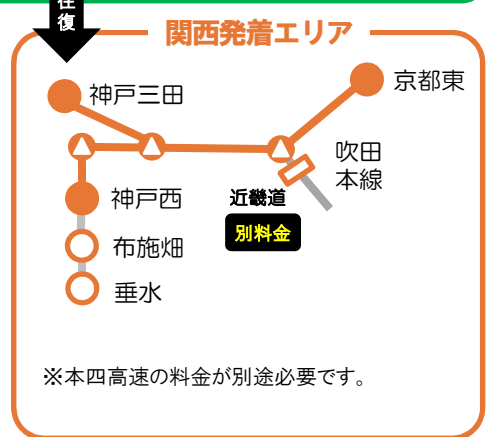 往復
関西発着エリア
神戸三田
京都東
吹田
本線
神戸西
近畿道
別料金
布施畑
垂水
※本四高速の料金が別途必要です。